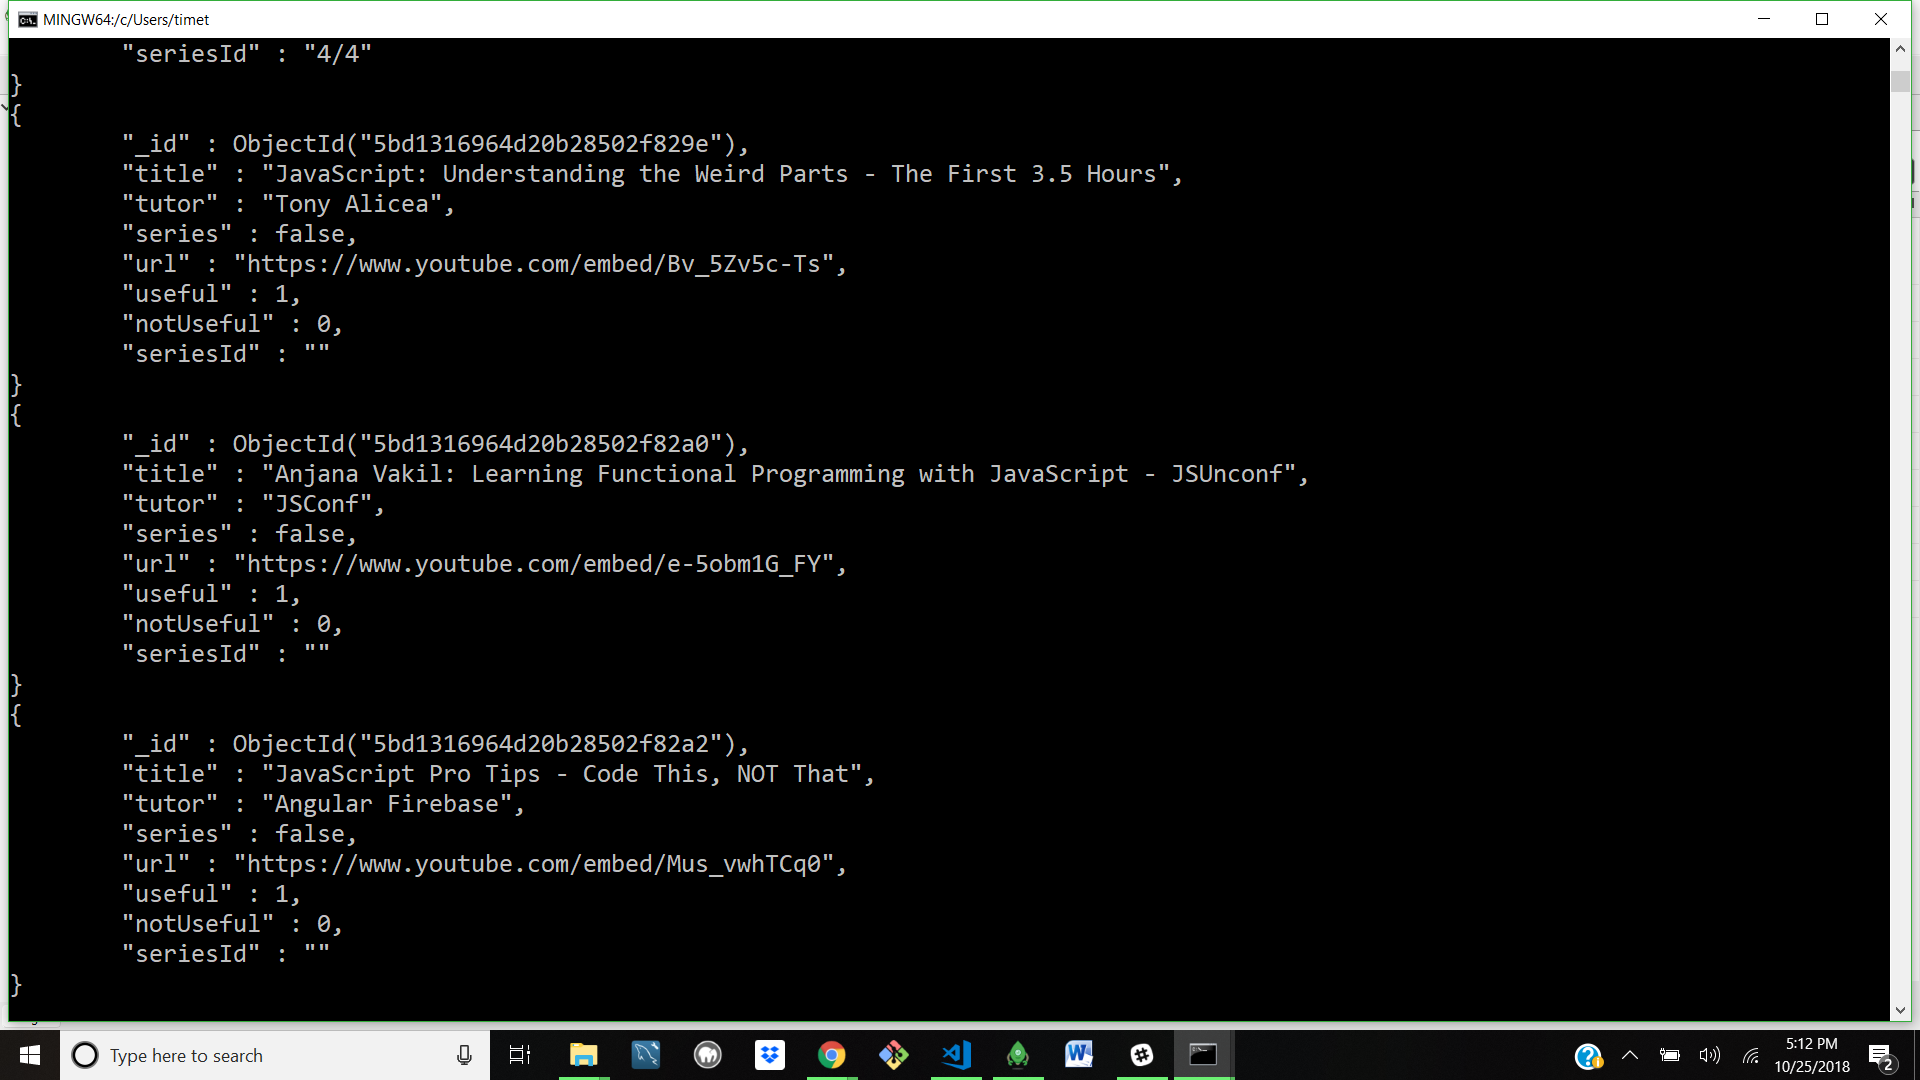 MINGW64:/c/Users/timet
"seriesId" : "4/4"
}
{
"_id" : ObjectId("5bd1316964d20b28502f829e"),
"title" : "JavaScript: Understanding the Weird Parts - The First 3.5 Hours",
"tutor" : "Tony Alicea",
"series" : false,
"url" : "https://www.youtube.com/embed/Bv_5Zv5c-Ts",
"useful" : 1,
"notUseful" : 0,
"seriesId" : ""
}
{
"_id" : ObjectId("5bd1316964d20b28502f82a0"),
"title" : "Anjana Vakil: Learning Functional Programming with JavaScript - JSUnconf",
"tutor" : "JSConf",
"series" : false,
"url" : "https://www.youtube.com/embed/e-5obm1G_FY",
"useful" : 1,
"notUseful" : 0,
"seriesId" : ""
}
{
"_id" : ObjectId("5bd1316964d20b28502f82a2"),
"title" : "JavaScript Pro Tips - Code This, NOT That",
"tutor" : "Angular Firebase",
"series" : false,
"url" : "https://www.youtube.com/embed/Mus_vwhTCq0",
"useful" : 1,
"notUseful" : 0,
"seriesId" : ""
}
Type here to search
5:12 PM
10/25/2018
2